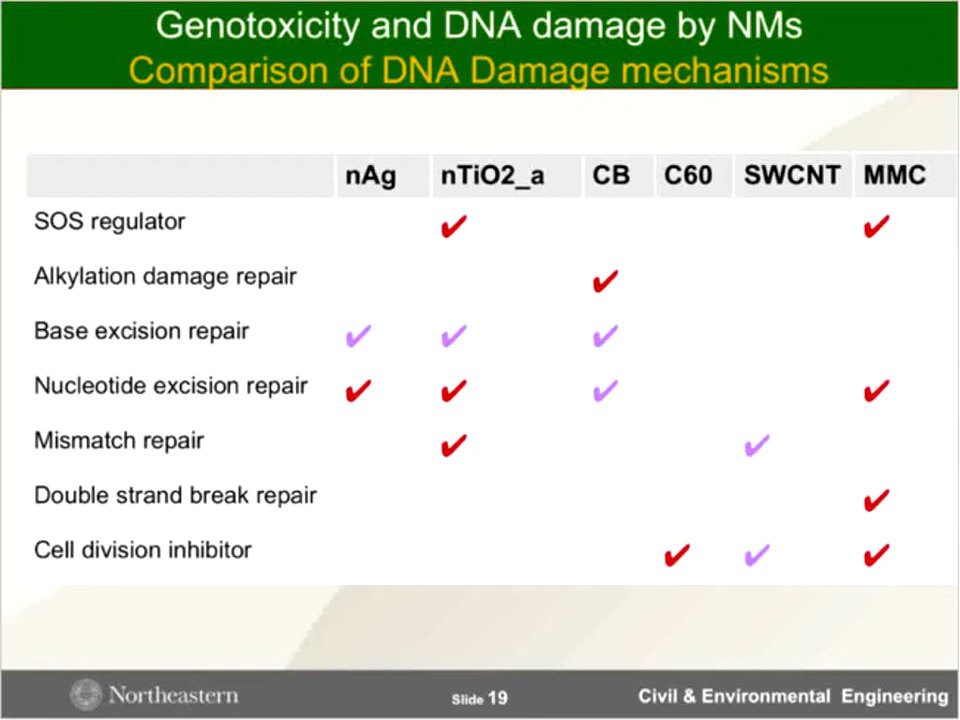 Genotoxicity and DNA damage by NMs
Comparison of DNA Damage mechanisms
nAg nTiO2_a CB C60 SWCNT MMC
SOS regulator ✔ ✔
Alkylation damage repair ✔
Base excision repair ✔ ✔ ✔
Nucleotide excision repair ✔ ✔ ✔ ✔
Mismatch repair ✔ ✔
Double strand break repair ✔
Cell division inhibitor ✔ ✔ ✔
Northeastern Slide 19 Civil & Environmental Engineering